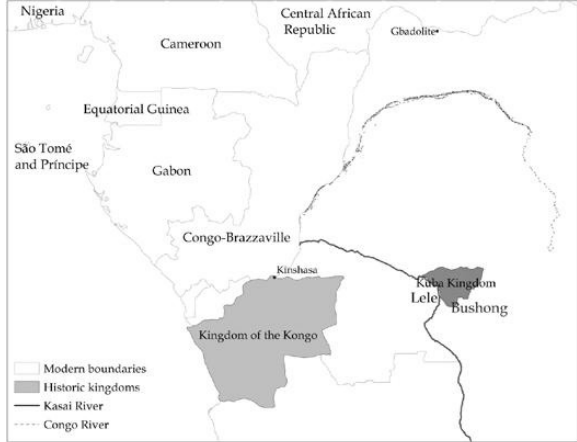 Nigeria
Central African
Republic
Gbadolite
Cameroon
Equatorial Guinea
São Tomé
and Príncipe
Gabon
Congo-Brazzaville
Kinshasa
Kuba Kingdom
Lele
Bushong
Kingdom of the Kongo
Modern boundaries
Historic kingdoms
Kasai River
Congo River